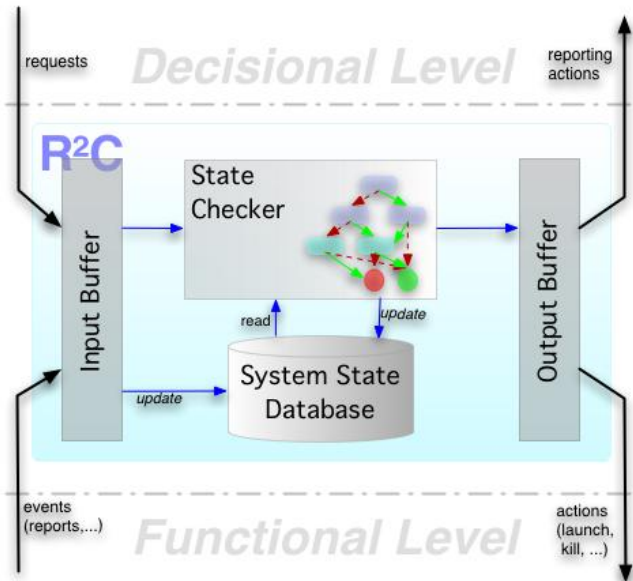 requests
Decisional Level
reporting
actions
R²C
State
Checker
Input Buffer
Output Buffer
read
update
update
System State
Database
events
(reports,...)
Functional Level
actions
(launch,
kill, ...)